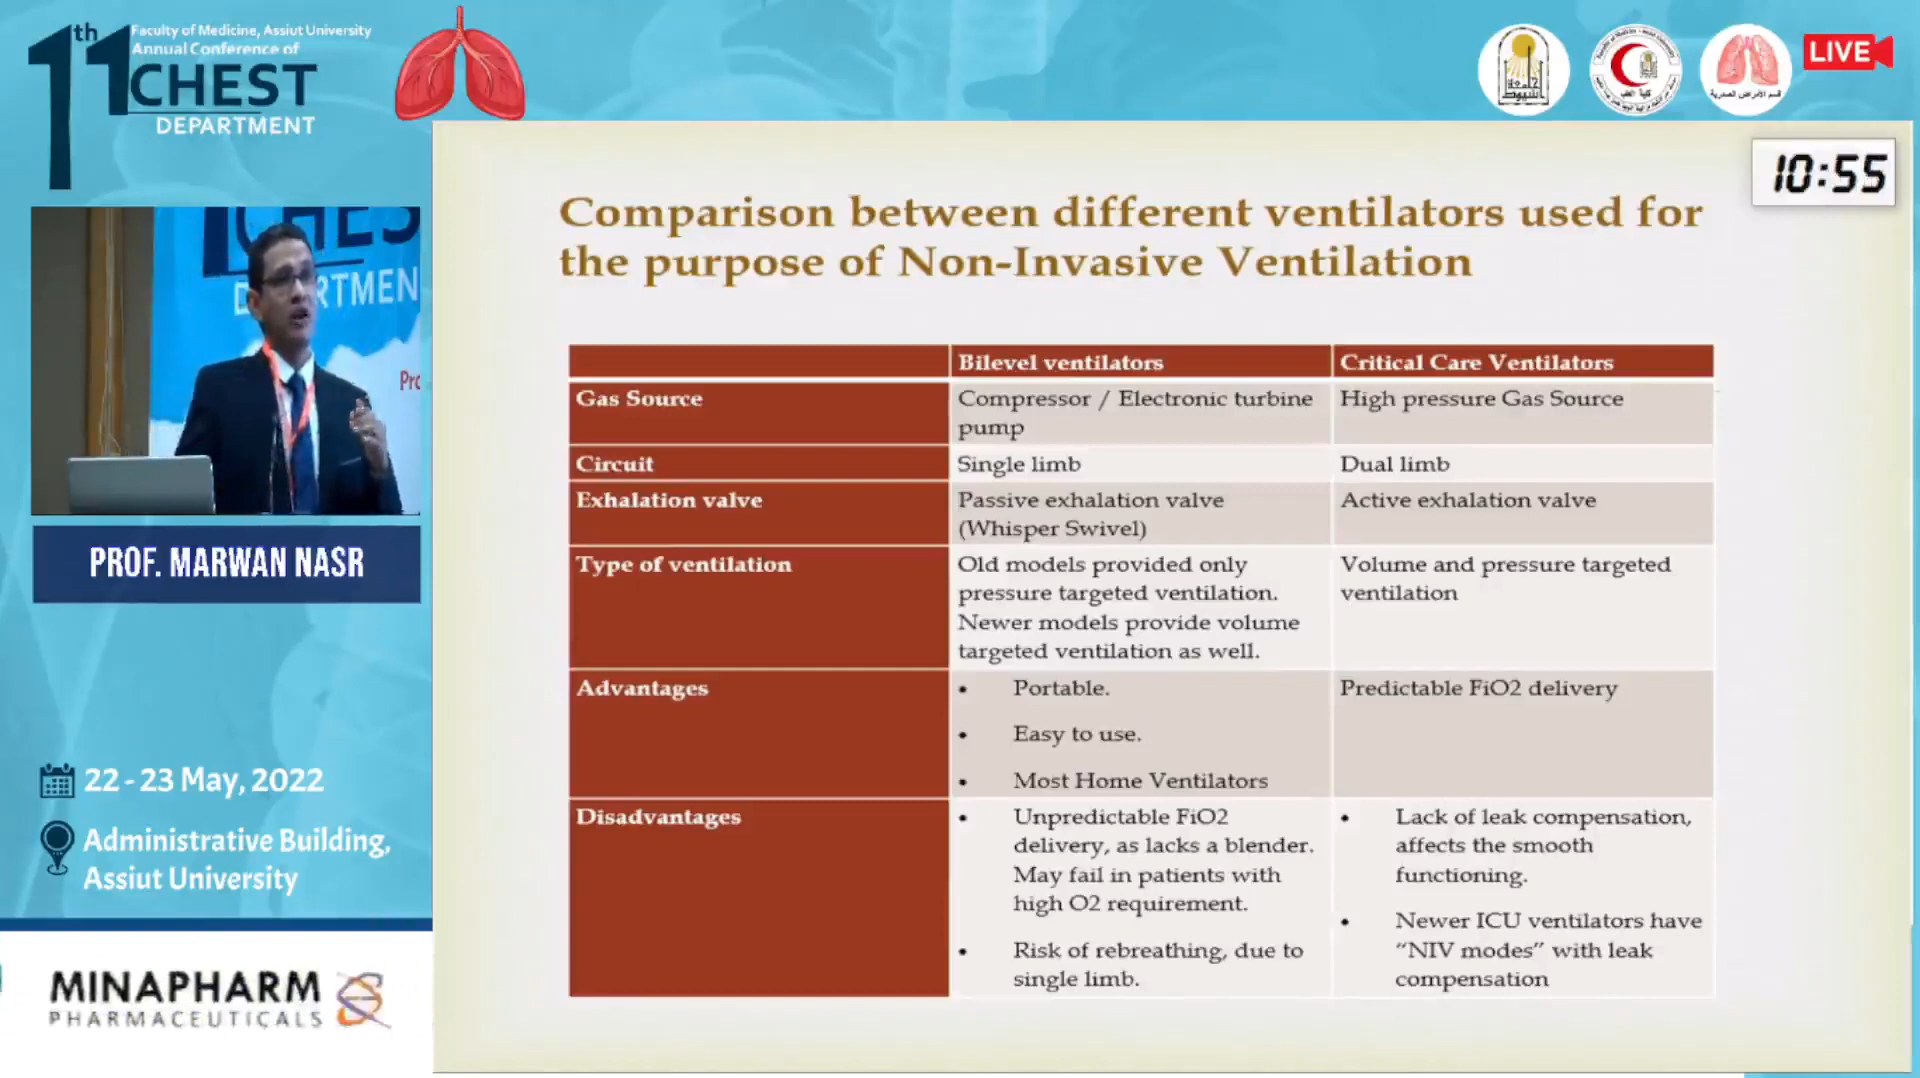 11th
Faculty of Medicine, Assiut University
Annual Conference of
CHEST
DEPARTMENT
جامعة أسيوط
قسم الأمراض الصدرية
LIVE
10:55
CHES
DEPARTMEN
PROF. MARWAN NASR
22 - 23 May, 2022
Administrative Building,
Assiut University
MINAPHARM
PHARMACEUTICALS
Comparison between different ventilators used for
the purpose of Non-Invasive Ventilation
Bilevel ventilators
Critical Care Ventilators
Gas Source
Compressor / Electronic turbine
pump
High pressure Gas Source
Circuit
Single limb
Dual limb
Exhalation valve
Passive exhalation valve
(Whisper Swivel)
Active exhalation valve
Type of ventilation
Old models provided only
pressure targeted ventilation.
Newer models provide volume
targeted ventilation as well.
Volume and pressure targeted
ventilation
Advantages
• Portable.
• Easy to use.
• Most Home Ventilators
Predictable FiO2 delivery
Disadvantages
• Unpredictable FiO2
delivery, as lacks a blender.
May fail in patients with
high O2 requirement.
• Risk of rebreathing, due to
single limb.
• Lack of leak compensation,
affects the smooth
functioning.
• Newer ICU ventilators have
“NIV modes” with leak
compensation